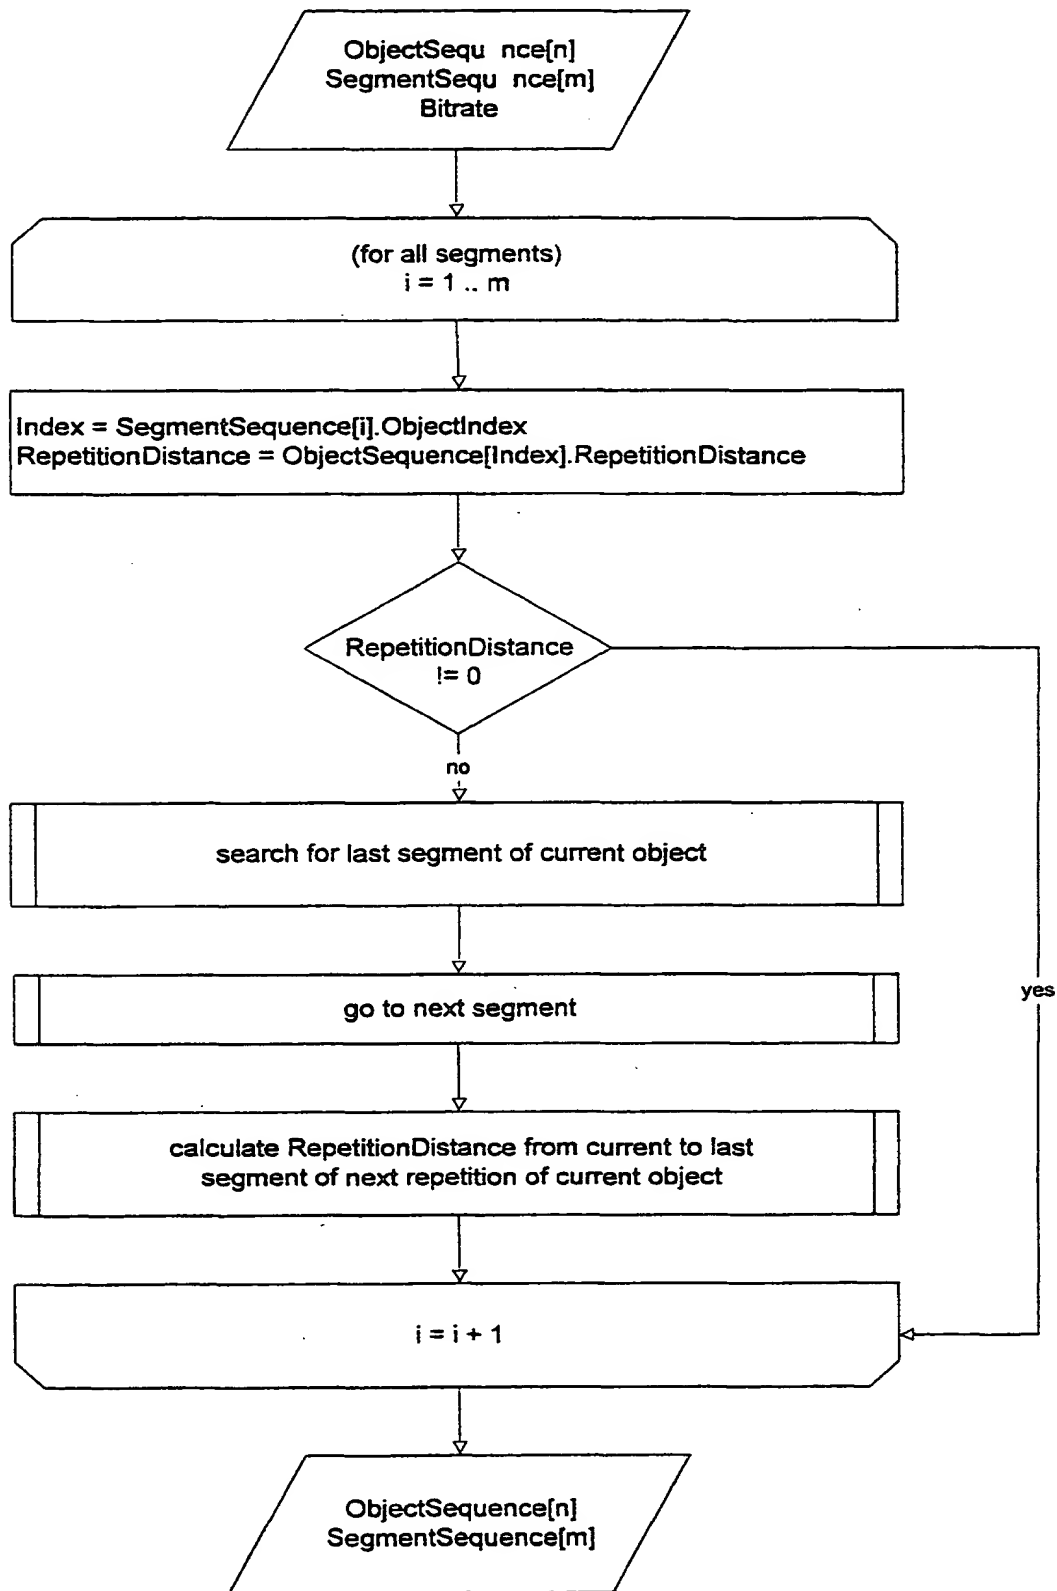 ObjectSequ nce[n]
SegmentSequ nce[m]
Bitrate
(for all segments)
i = 1 .. m
Index = SegmentSequence[i].ObjectIndex
RepetitionDistance = ObjectSequence[Index].RepetitionDistance
RepetitionDistance
!= 0
no
search for last segment of current object
go to next segment
yes
calculate RepetitionDistance from current to last
segment of next repetition of current object
i = i + 1
ObjectSequence[n]
SegmentSequence[m]